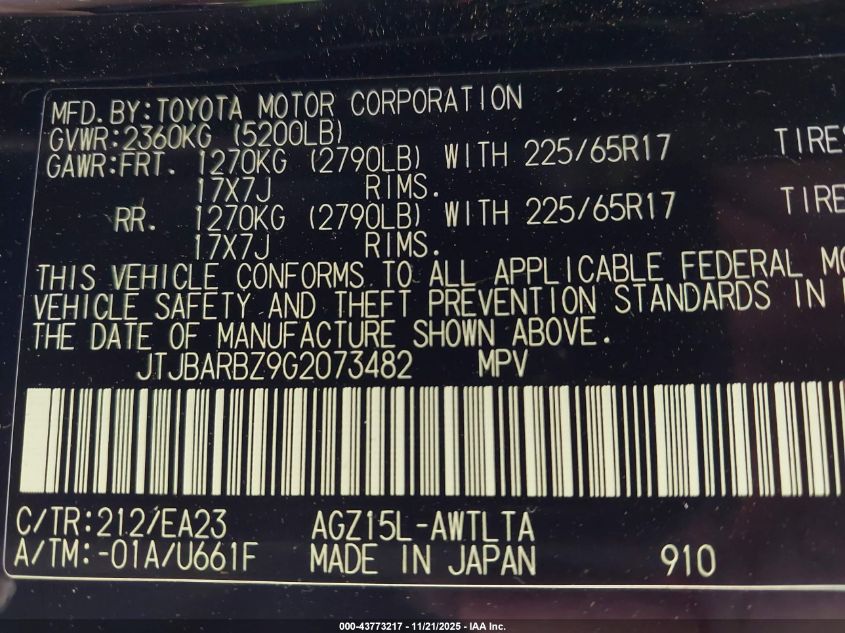 MFD. BY: TOYOTA MOTOR CORPORATION
GVWR: 2360KG (5200LB)
GAWR: FRT. 1270KG (2790LB) WITH 225/65R17 TIRES
17X7J RIMS.
RR. 1270KG (2790LB) WITH 225/65R17 TIRE
17X7J RIMS.
THIS VEHICLE CONFORMS TO ALL APPLICABLE FEDERAL MO
VEHICLE SAFETY AND THEFT PREVENTION STANDARDS IN
THE DATE OF MANUFACTURE SHOWN ABOVE.
JTJBARBZ9G2073482 MPV
C/TR: 212/EA23 AGZ15L-AWTLTA
A/TM: -01A/U661F MADE IN JAPAN 910
000-43773217 - 11/21/2025 - IAA Inc.